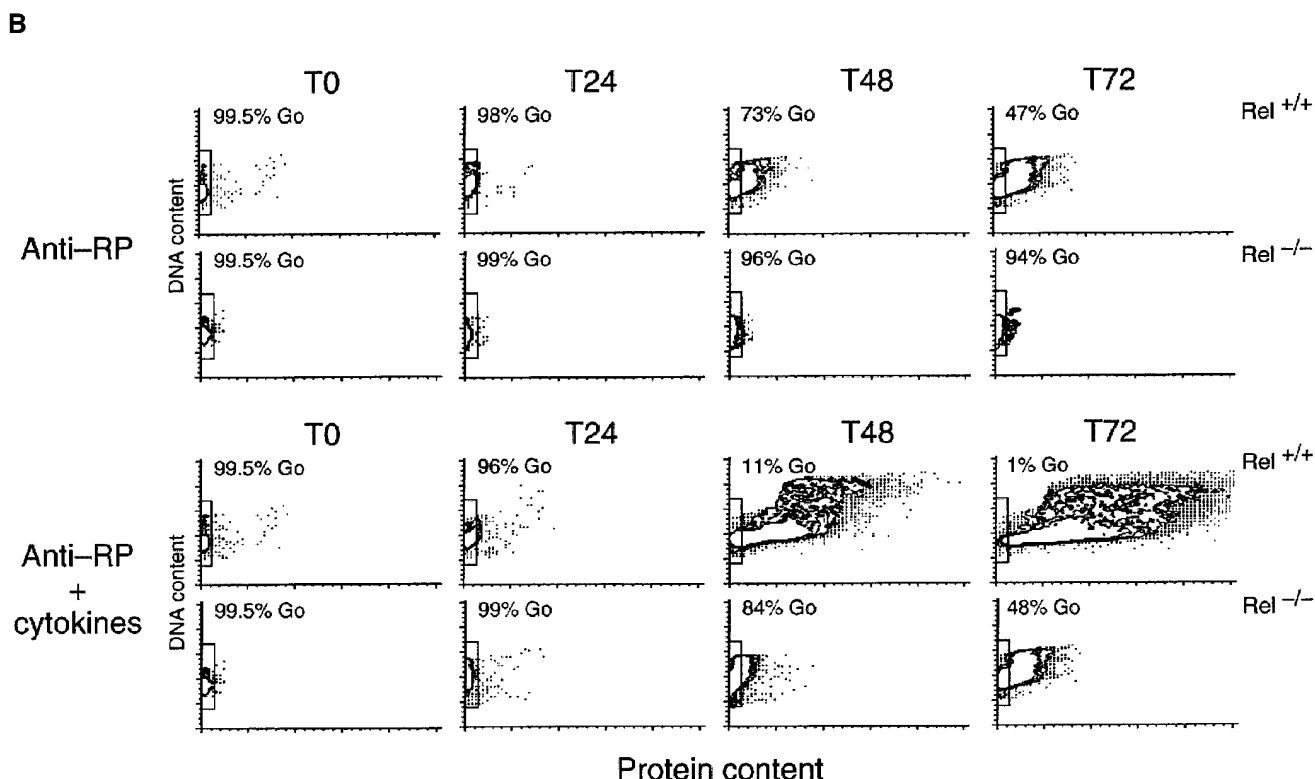 B
T0 T24 T48 T72
99.5% Go 98% Go 73% Go 47% Go Rel +/+
Anti–RP
DNA content
99.5% Go 99% Go 96% Go 94% Go Rel –/–
T0 T24 T48 T72
99.5% Go 96% Go 11% Go 1% Go Rel +/+
Anti–RP
+
cytokines
DNA content
99.5% Go 99% Go 84% Go 48% Go Rel –/–
Protein content